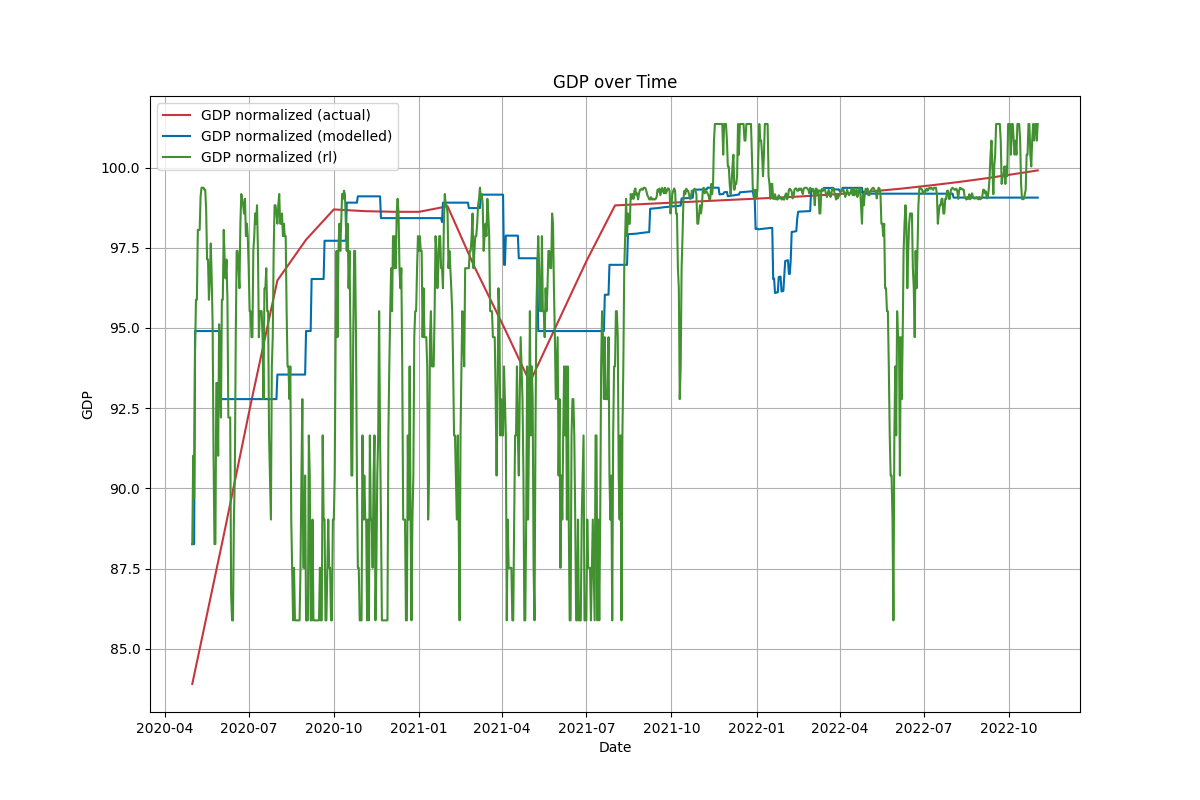 GDP over Time
GDP normalized (actual)
GDP normalized (modelled)
GDP normalized (rl)
GDP
100.0
97.5
95.0
92.5
90.0
87.5
85.0
2020-04 2020-07 2020-10 2021-01 2021-04 2021-07 2021-10 2022-01 2022-04 2022-07 2022-10
Date